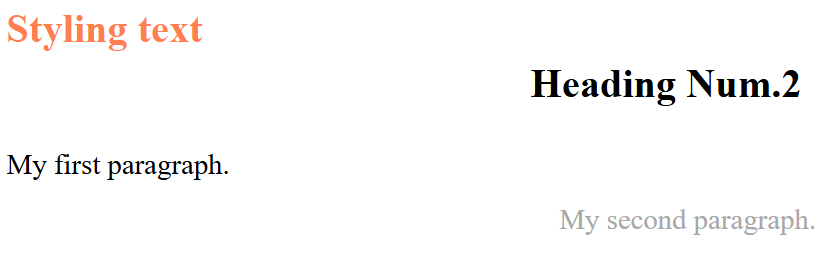 Styling text
Heading Num.2
My first paragraph.
My second paragraph.